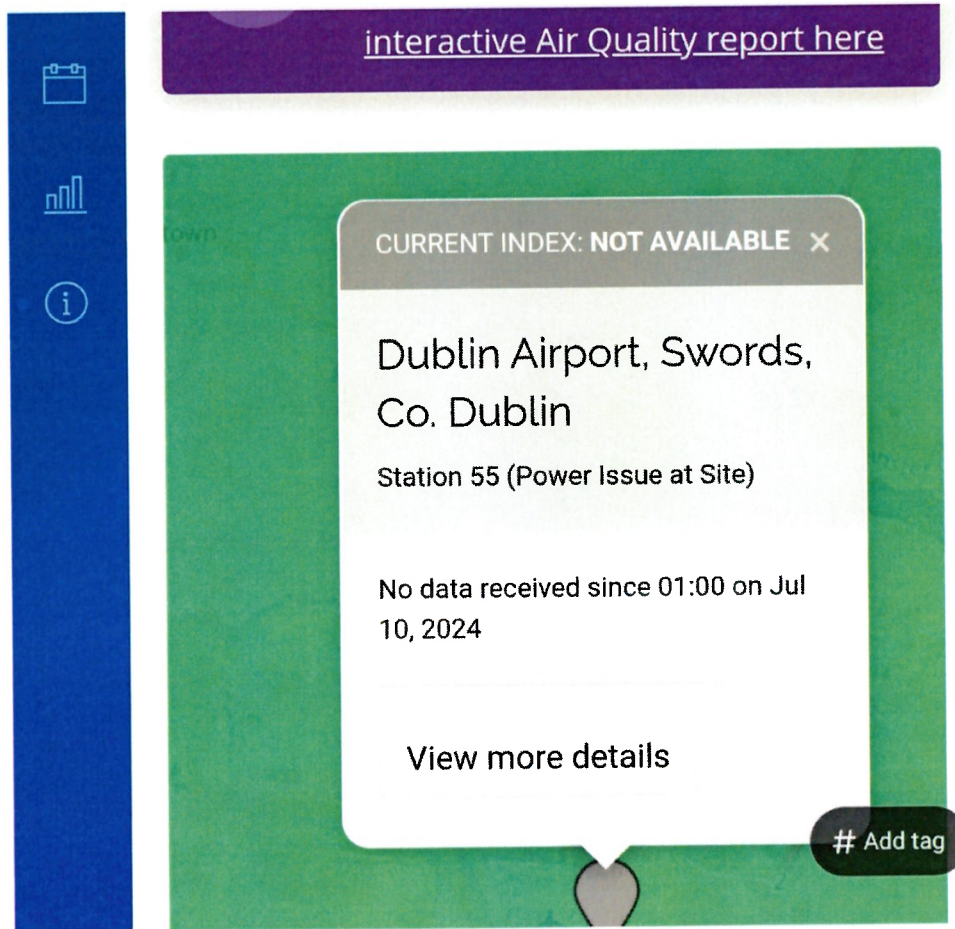 interactive Air Quality report here
town
CURRENT INDEX: NOT AVAILABLE ×
Dublin Airport, Swords,
Co. Dublin
Station 55 (Power Issue at Site)
No data received since 01:00 on Jul
10, 2024
View more details
# Add tag